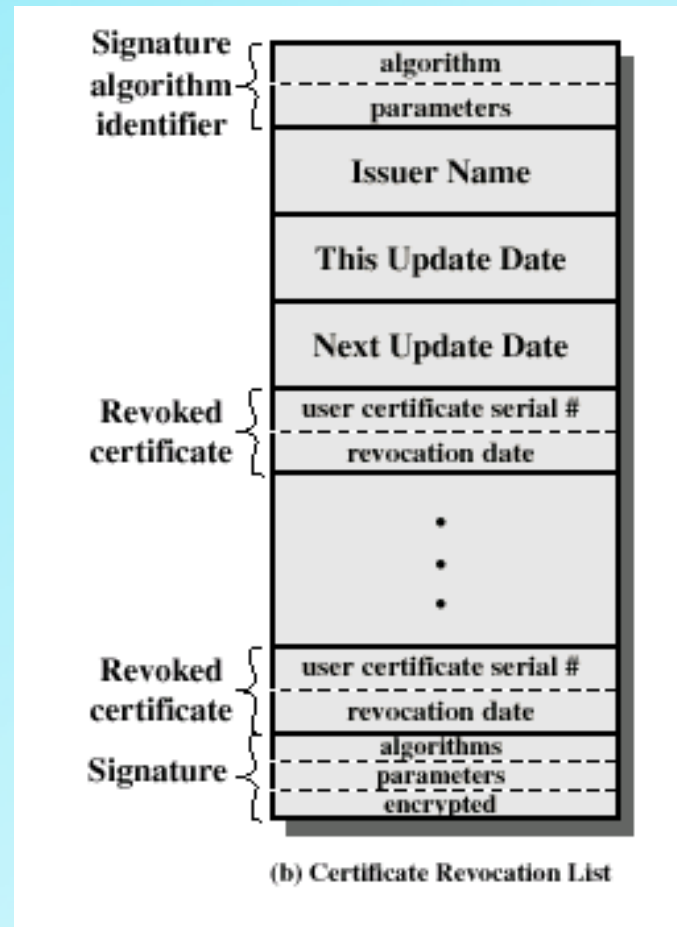 Signature
algorithm
identifier
algorithm
parameters
Issuer Name
This Update Date
Next Update Date
Revoked
certificate
user certificate serial #
revocation date
Revoked
certificate
user certificate serial #
revocation date
Signature
algorithms
parameters
encrypted
(b) Certificate Revocation List